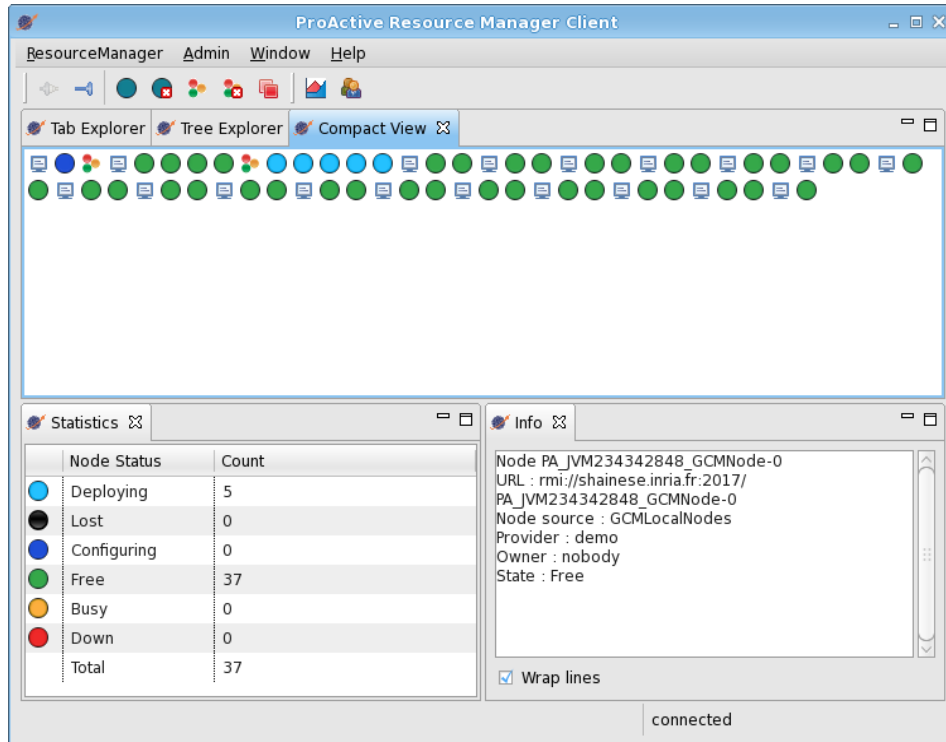 ProActive Resource Manager Client
ResourceManager Admin Window Help
Tab Explorer Tree Explorer Compact View
Statistics
Node Status Count
Deploying 5
Lost 0
Configuring 0
Free 37
Busy 0
Down 0
Total 37
Info
Node PA_JVM234342848_GCMNode-0
URL : rmi://shainese.inria.fr:2017/
PA_JVM234342848_GCMNode-0
Node source : GCMLocalNodes
Provider : demo
Owner : nobody
State : Free
Wrap lines
connected